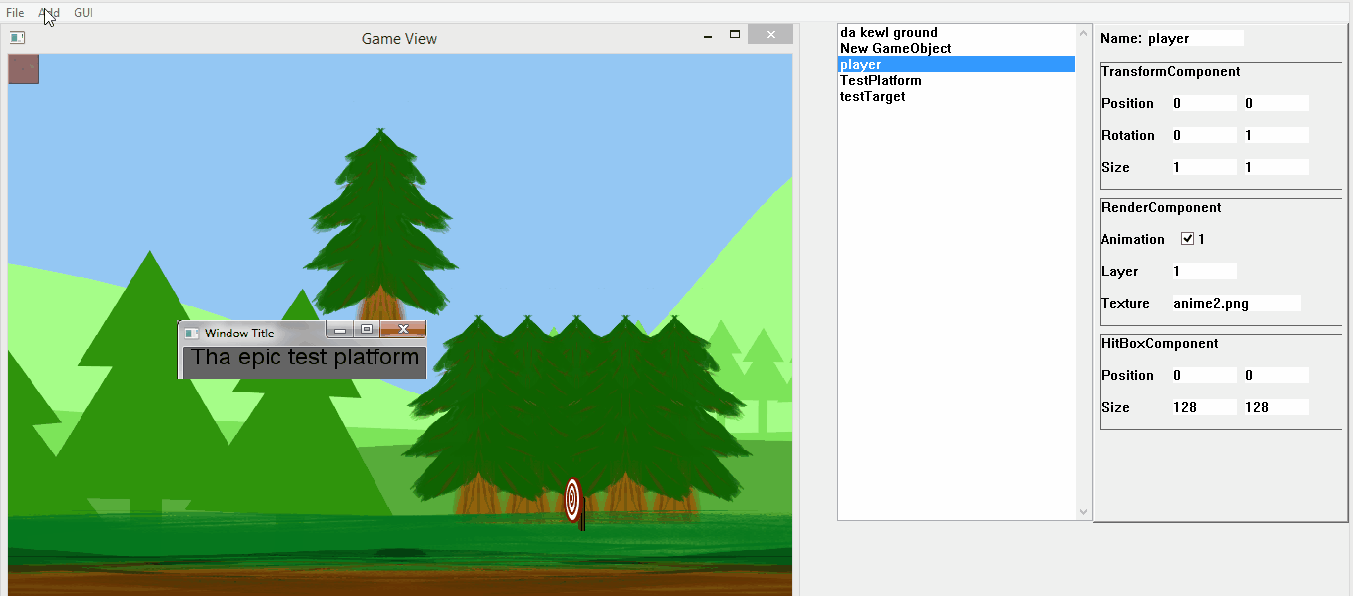 File Add GUI
Game View
Window Title
Tha epic test platform
da kewl ground
New GameObject
player
TestPlatform
testTarget
Name: player
TransformComponent
Position 0 0
Rotation 0 1
Size 1 1
RenderComponent
Animation 1
Layer 1
Texture anime2.png
HitBoxComponent
Position 0 0
Size 128 128